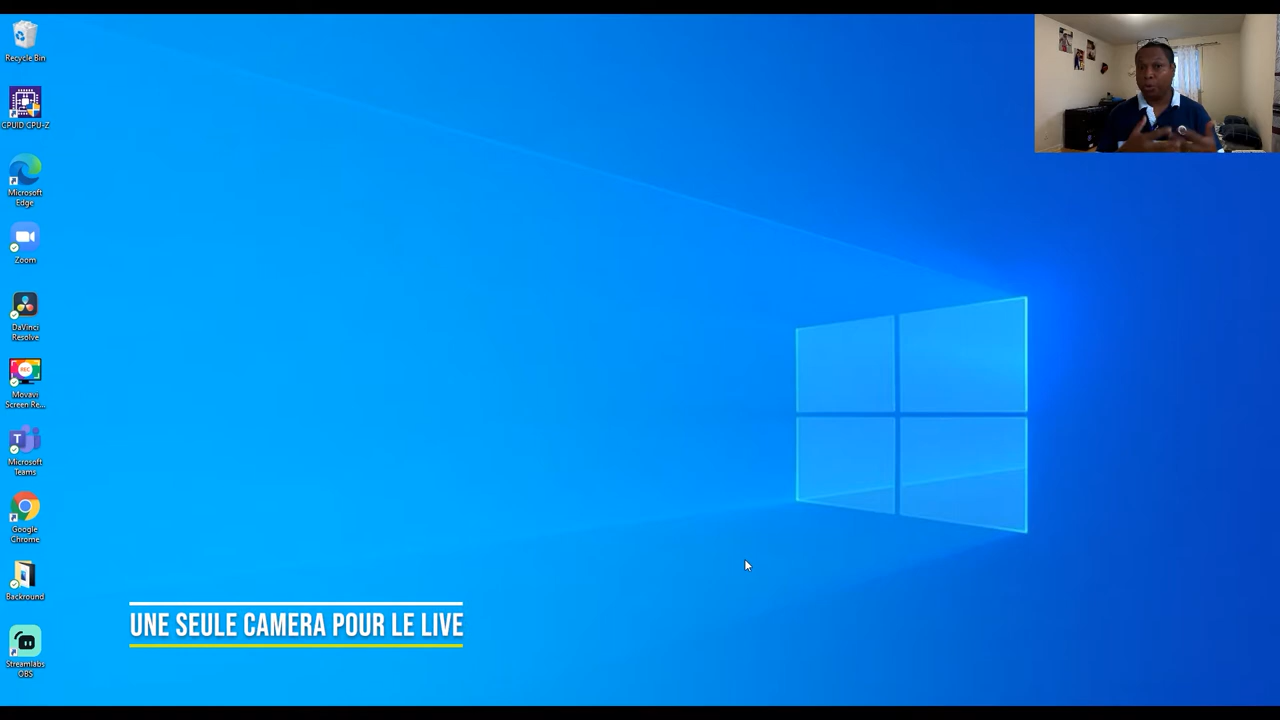 Recycle Bin
CPUID CPU-Z
Microsoft
Edge
Zoom
DaVinci
Resolve
REC
Movavi
Screen Re...
T
Microsoft
Teams
Google
Chrome
Backround
Streamlabs
OBS
UNE SEULE CAMERA POUR LE LIVE